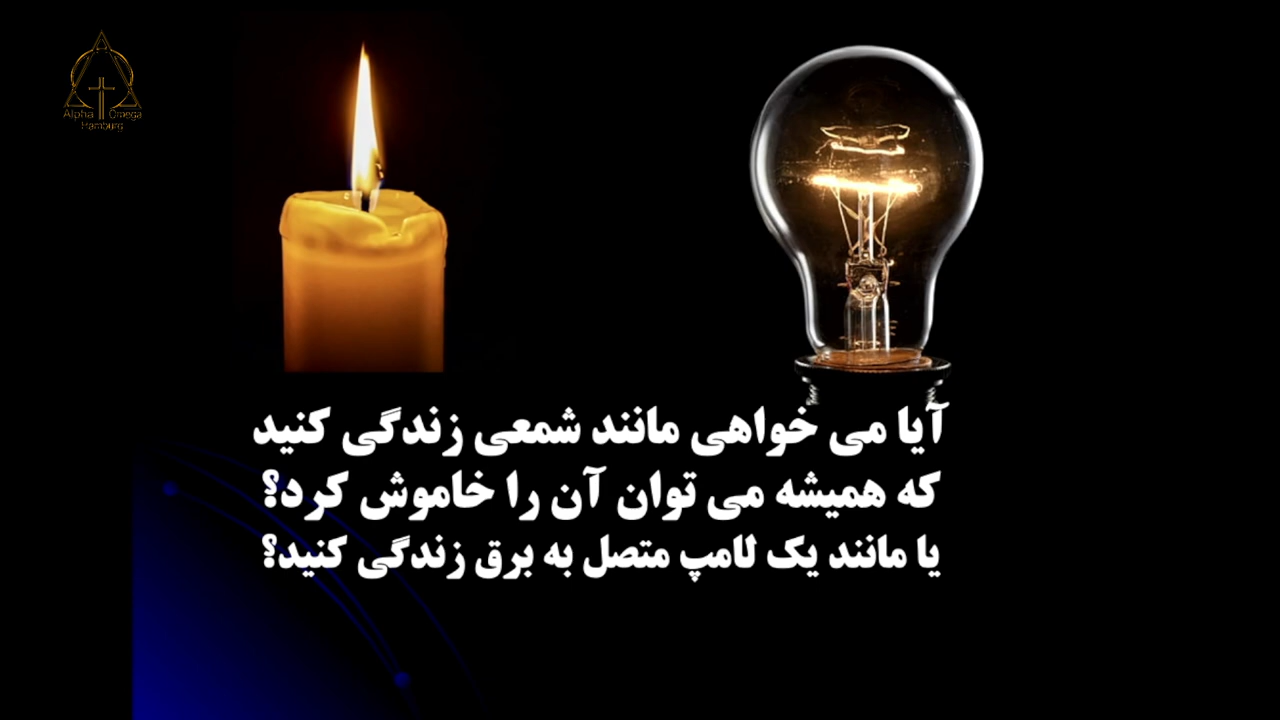 Alpha Omega
Hamburg
آیا می خواهی مانند شمعی زندگی کنید
که همیشه می توان آن را خاموش کرد؟
یا مانند یک لامپ متصل به برق زندگی کنید؟